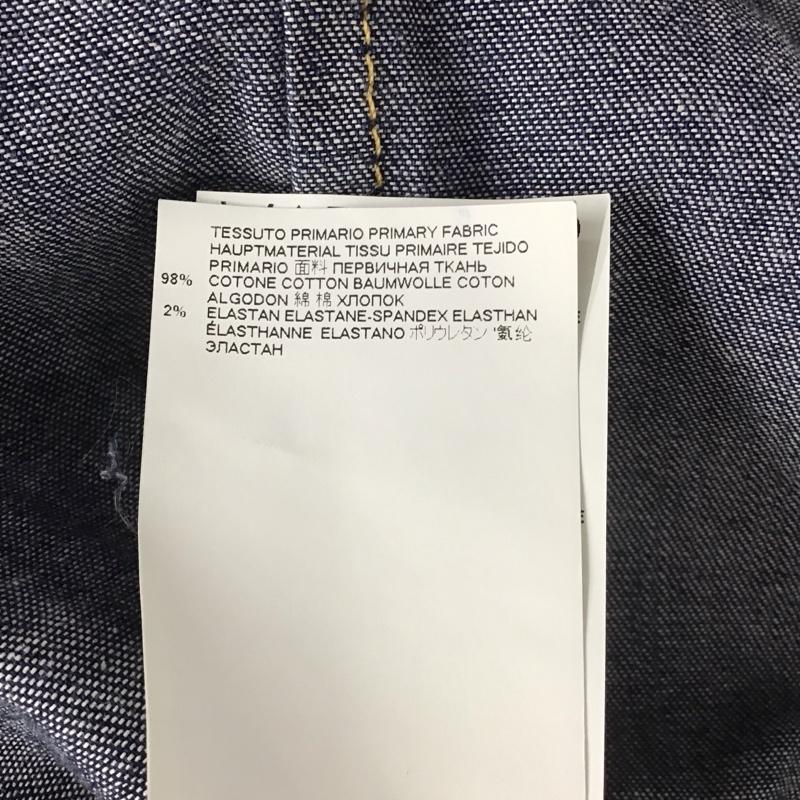 TESSUTO PRIMARIO PRIMARY FABRIC
HAUPTMATERIAL TISSU PRIMAIRE TEJIDO
PRIMARIO 面料 ПЕРВИЧНАЯ ТКАНЬ
98% COTONE COTTON BAUMWOLLE COTON
ALGODON 綿 棉 ХЛОПОК
2% ELASTAN ELASTANE-SPANDEX ELASTHAN
ÉLASTHANNE ELASTANO ポリウレタン '氨纶
ЭЛАСТАН